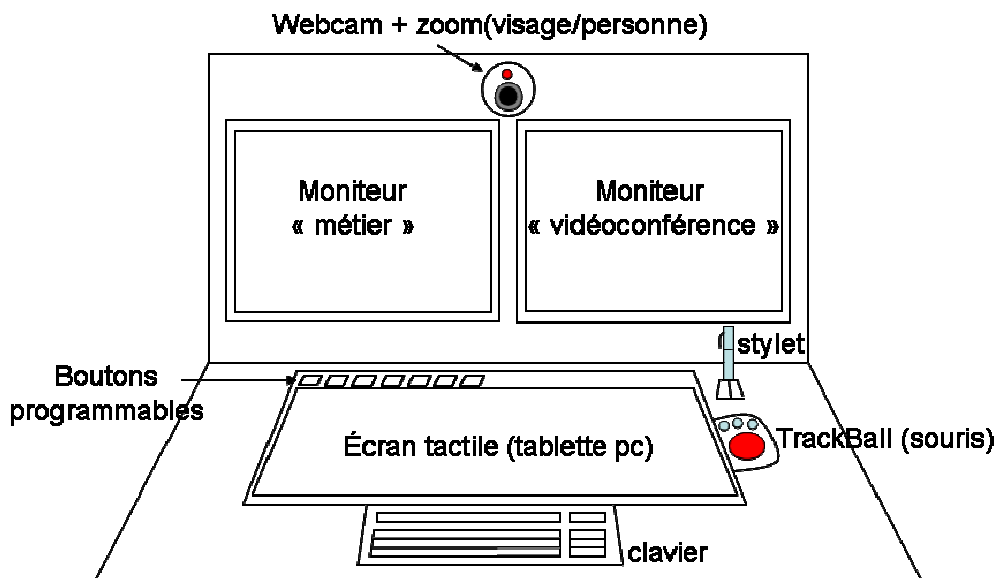 Webcam + zoom(visage/personne)
Moniteur
« métier »
Moniteur
« vidéoconférence »
stylet
Boutons
programmables
Écran tactile (tablette pc)
TrackBall (souris)
clavier